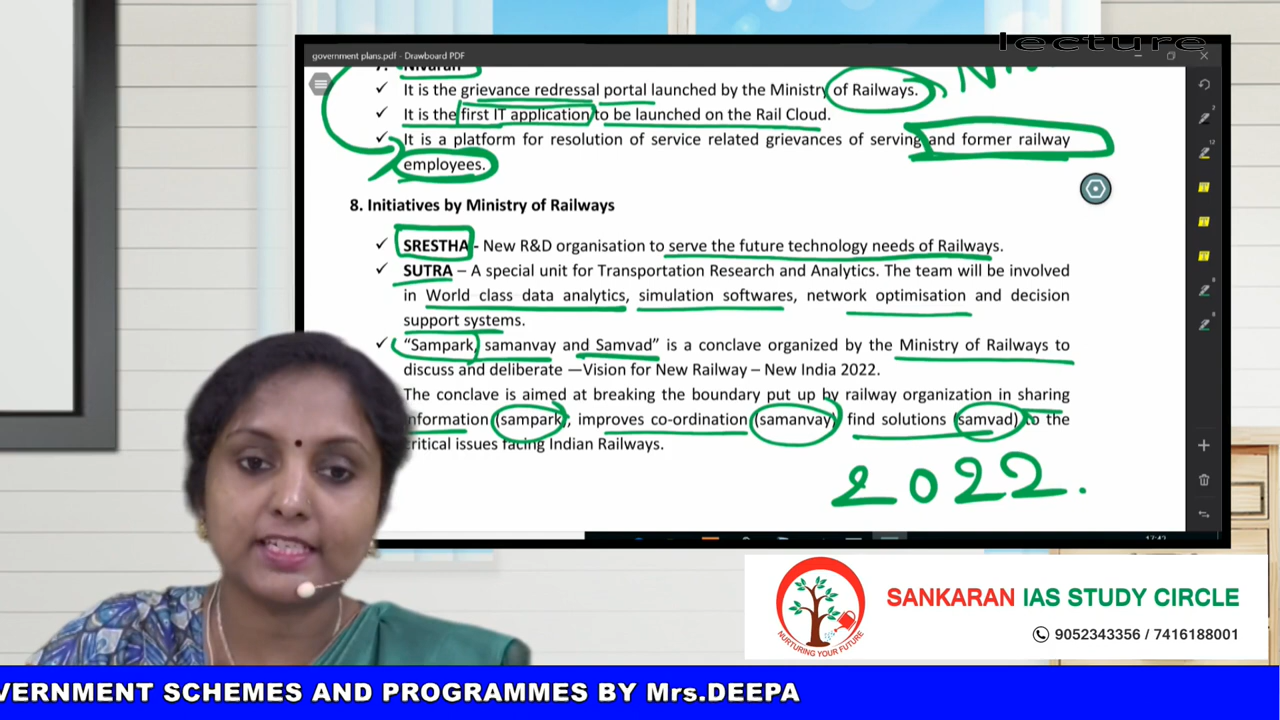 lecture
government plans.pdf - Drawboard PDF
7. Nivaran
✓ It is the grievance redressal portal launched by the Ministry of Railways.
✓ It is the first IT application to be launched on the Rail Cloud.
✓ It is a platform for resolution of service related grievances of serving and former railway
employees.
8. Initiatives by Ministry of Railways
✓ SRESTHA - New R&D organisation to serve the future technology needs of Railways.
✓ SUTRA – A special unit for Transportation Research and Analytics. The team will be involved
in World class data analytics, simulation softwares, network optimisation and decision
support systems.
✓ “Sampark, samanvay and Samvad” is a conclave organized by the Ministry of Railways to
discuss and deliberate —Vision for New Railway – New India 2022.
The conclave is aimed at breaking the boundary put up by railway organization in sharing
information (sampark), improves co-ordination (samanvay) find solutions (samvad) to the
critical issues facing Indian Railways.
2022.
17:42
NURTURING YOUR FUTURE
SANKARAN IAS STUDY CIRCLE
9052343356 / 7416188001
VERNMENT SCHEMES AND PROGRAMMES BY Mrs.DEEPA